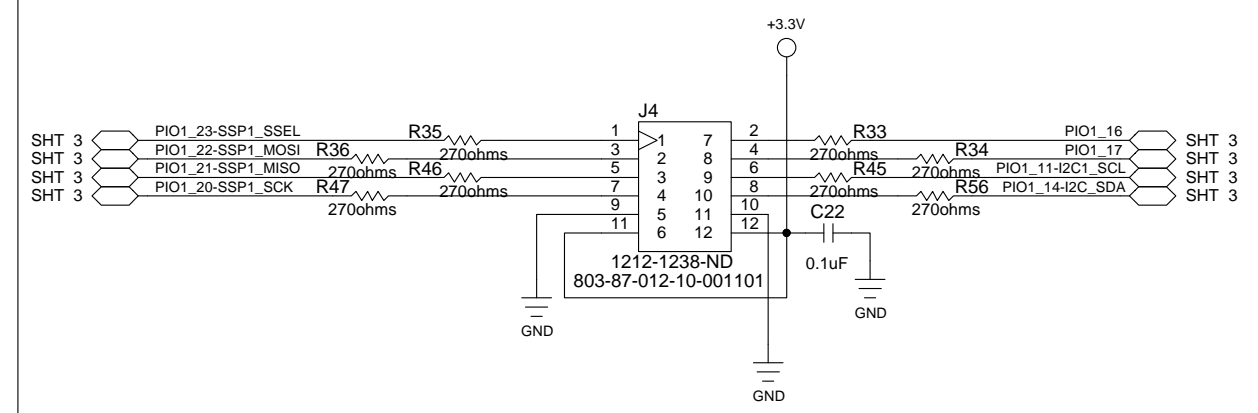 +3.3V
J4
SHT 3 PIO1_23-SSP1_SSEL R35 270ohms 1 1 7 2 R33 270ohms PIO1_16 SHT 3
SHT 3 PIO1_22-SSP1_MOSI R36 270ohms 3 2 8 4 R34 270ohms PIO1_17 SHT 3
SHT 3 PIO1_21-SSP1_MISO R46 270ohms 5 3 9 6 R45 270ohms PIO1_11-I2C1_SCL SHT 3
SHT 3 PIO1_20-SSP1_SCK R47 270ohms 7 4 10 8 R56 270ohms PIO1_14-I2C_SDA SHT 3
9 5 11 10 C22
11 6 12 12 0.1uF
1212-1238-ND
803-87-012-10-001101
GND
GND
GND